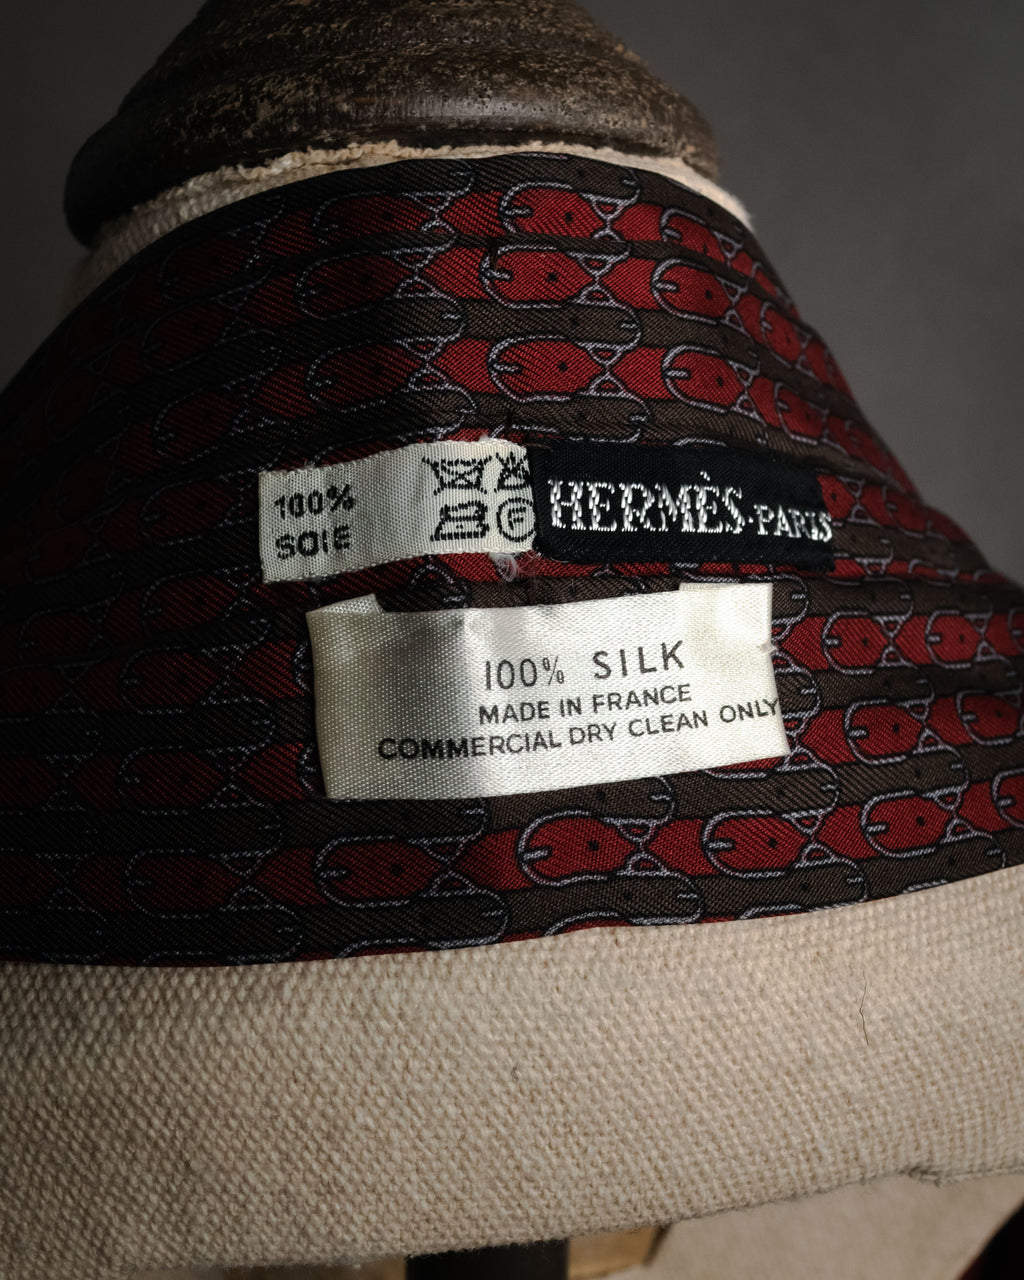 100%
SOIE
F
HERMÈS-PARIS
100% SILK
MADE IN FRANCE
COMMERCIAL DRY CLEAN ONLY